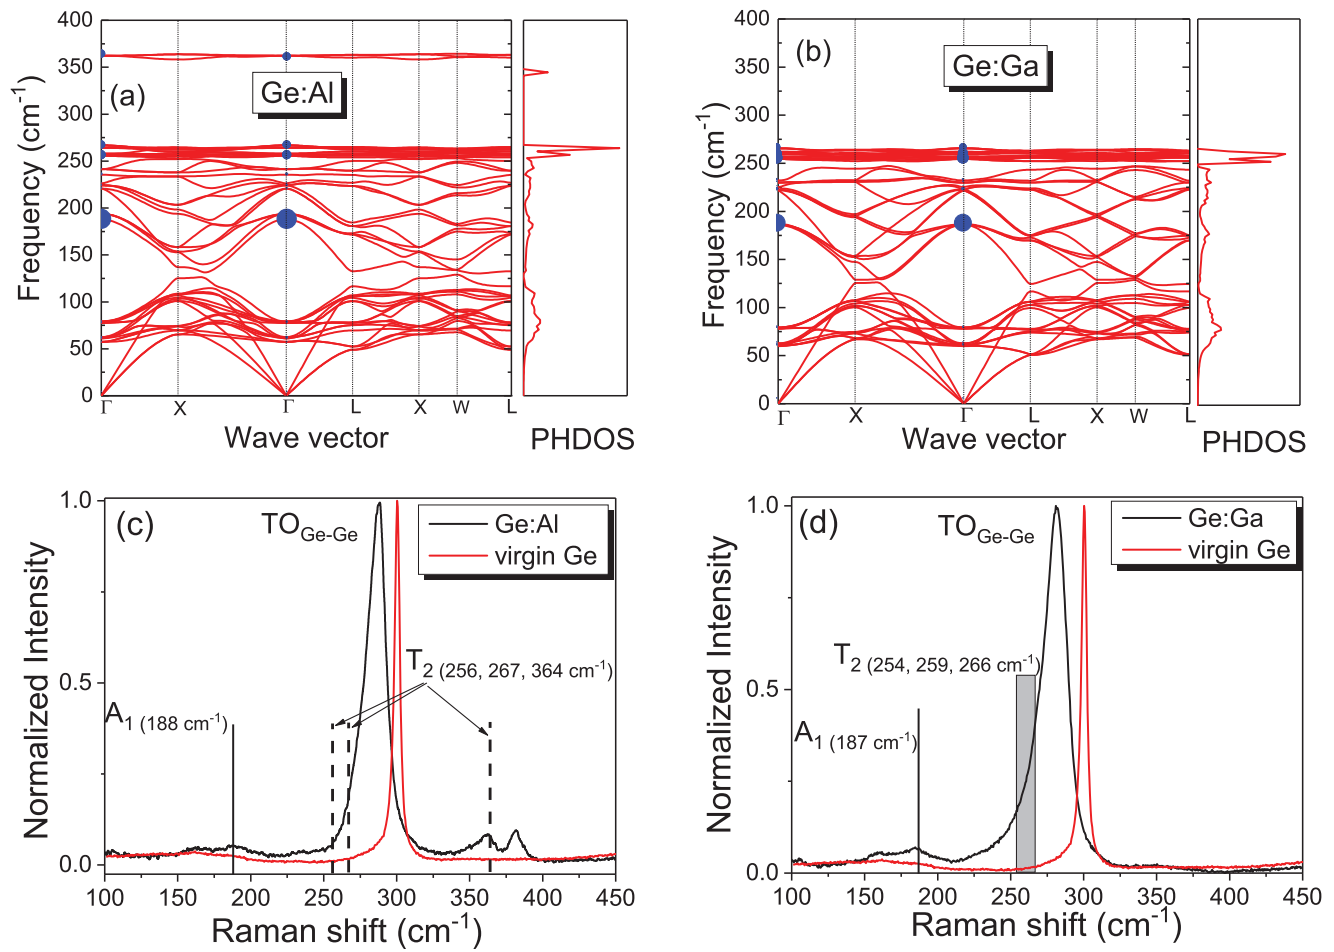 (a)
Ge:Al
Frequency (cm⁻¹)
400
350
300
250
200
150
100
50
0
Γ X Γ L X W L
Wave vector
PHDOS
(b)
Ge:Ga
Frequency (cm⁻¹)
400
350
300
250
200
150
100
50
0
Γ X Γ L X W L
Wave vector
PHDOS
(c)
TO Ge-Ge
Ge:Al
virgin Ge
T2 (256, 267, 364 cm⁻¹)
A1 (188 cm⁻¹)
Normalized Intensity
1.0
0.5
0.0
100 150 200 250 300 350 400 450
Raman shift (cm⁻¹)
(d)
TO Ge-Ge
Ge:Ga
virgin Ge
T2 (254, 259, 266 cm⁻¹)
A1 (187 cm⁻¹)
Normalized Intensity
1.0
0.5
0.0
100 150 200 250 300 350 400 450
Raman shift (cm⁻¹)